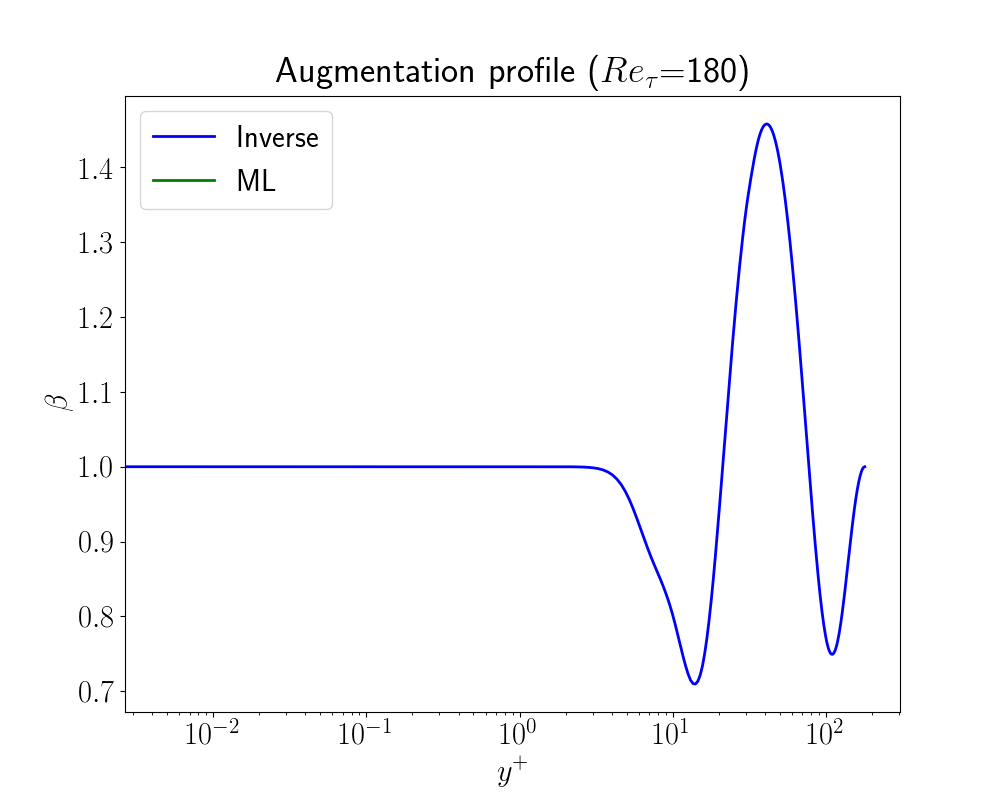 Augmentation profile (Re_τ=180)
Inverse
ML
1.4
1.3
1.2
1.1
1.0
0.9
0.8
0.7
β
10⁻² 10⁻¹ 10⁰ 10¹ 10²
y⁺